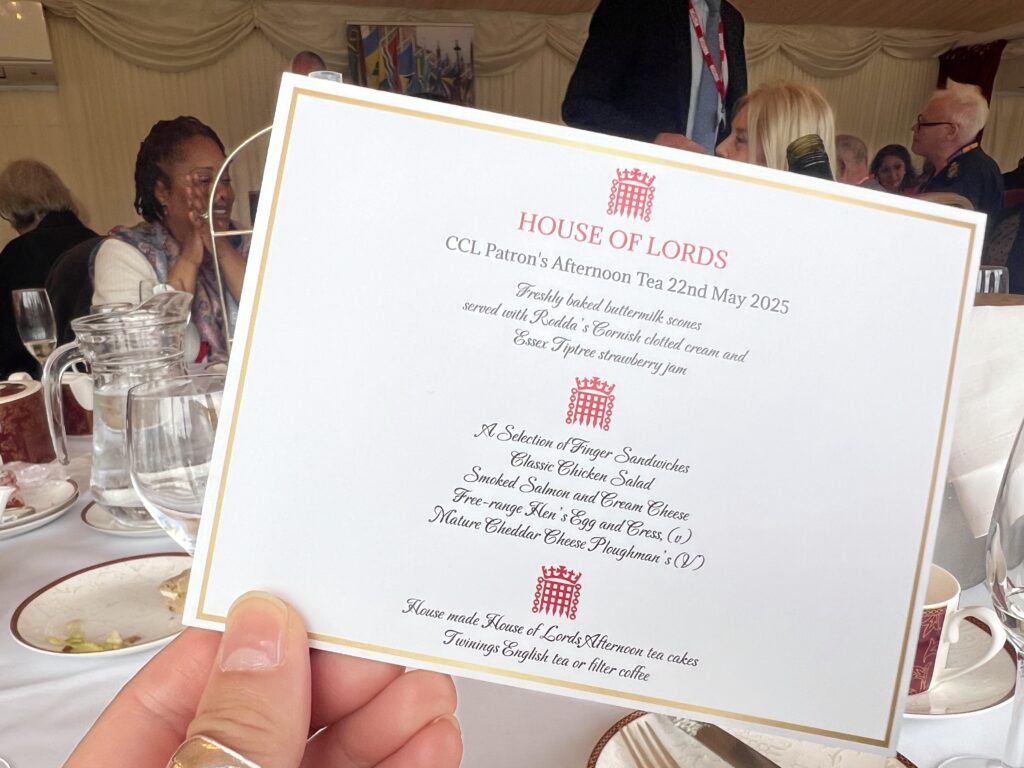 HOUSE OF LORDS
CCL Patron's Afternoon Tea 22nd May 2025
Freshly baked buttermilk scones
served with Rodda's Cornish clotted cream and
Essex Tiptree strawberry jam
A Selection of Finger Sandwiches
Classic Chicken Salad
Smoked Salmon and Cream Cheese
Free-range Hen's Egg and Cress, (v)
Mature Cheddar Cheese Ploughman's (V)
House made House of Lords Afternoon tea cakes
Twinings English tea or filter coffee